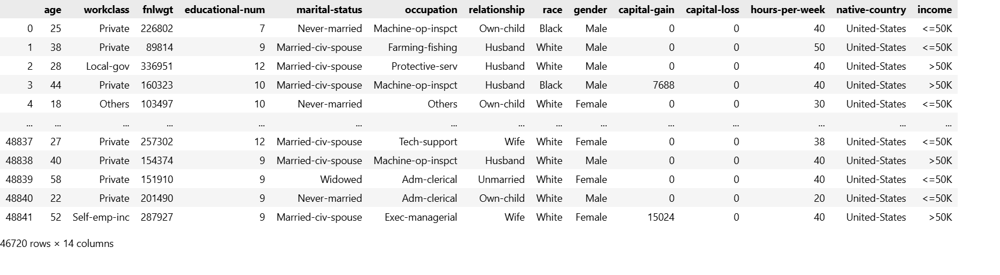 age workclass fnlwgt educational-num marital-status occupation relationship race gender capital-gain capital-loss hours-per-week native-country income
0 25 Private 226802 7 Never-married Machine-op-inspct Own-child Black Male 0 0 40 United-States <=50K
1 38 Private 89814 9 Married-civ-spouse Farming-fishing Husband White Male 0 0 50 United-States <=50K
2 28 Local-gov 336951 12 Married-civ-spouse Protective-serv Husband White Male 0 0 40 United-States >50K
3 44 Private 160323 10 Married-civ-spouse Machine-op-inspct Husband Black Male 7688 0 40 United-States >50K
4 18 Others 103497 10 Never-married Others Own-child White Female 0 0 30 United-States <=50K
... ... ... ... ... ... ... ... ... ... ... ... ... ... ...
48837 27 Private 257302 12 Married-civ-spouse Tech-support Wife White Female 0 0 38 United-States <=50K
48838 40 Private 154374 9 Married-civ-spouse Machine-op-inspct Husband White Male 0 0 40 United-States >50K
48839 58 Private 151910 9 Widowed Adm-clerical Unmarried White Female 0 0 40 United-States <=50K
48840 22 Private 201490 9 Never-married Adm-clerical Own-child White Male 0 0 20 United-States <=50K
48841 52 Self-emp-inc 287927 9 Married-civ-spouse Exec-managerial Wife White Female 15024 0 40 United-States >50K
46720 rows × 14 columns